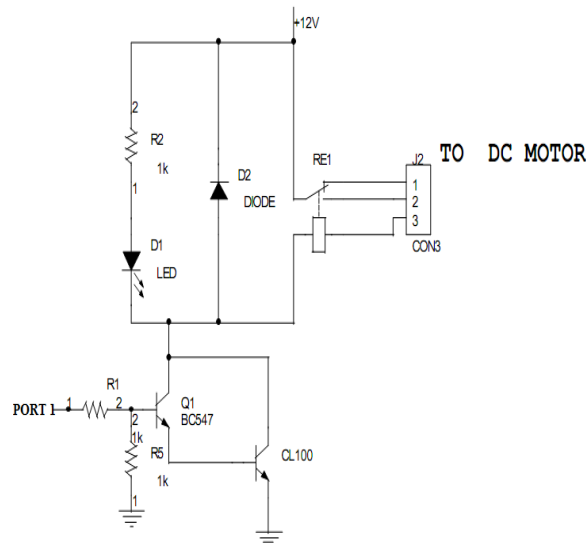 +12V
2
R2
1k
1
D2
DIODE
RE1
J2
TO DC MOTOR
1
2
3
CON3
D1
LED
R1
PORT 1
1
2
Q1
BC547
2
1k
R5
1k
1
CL100